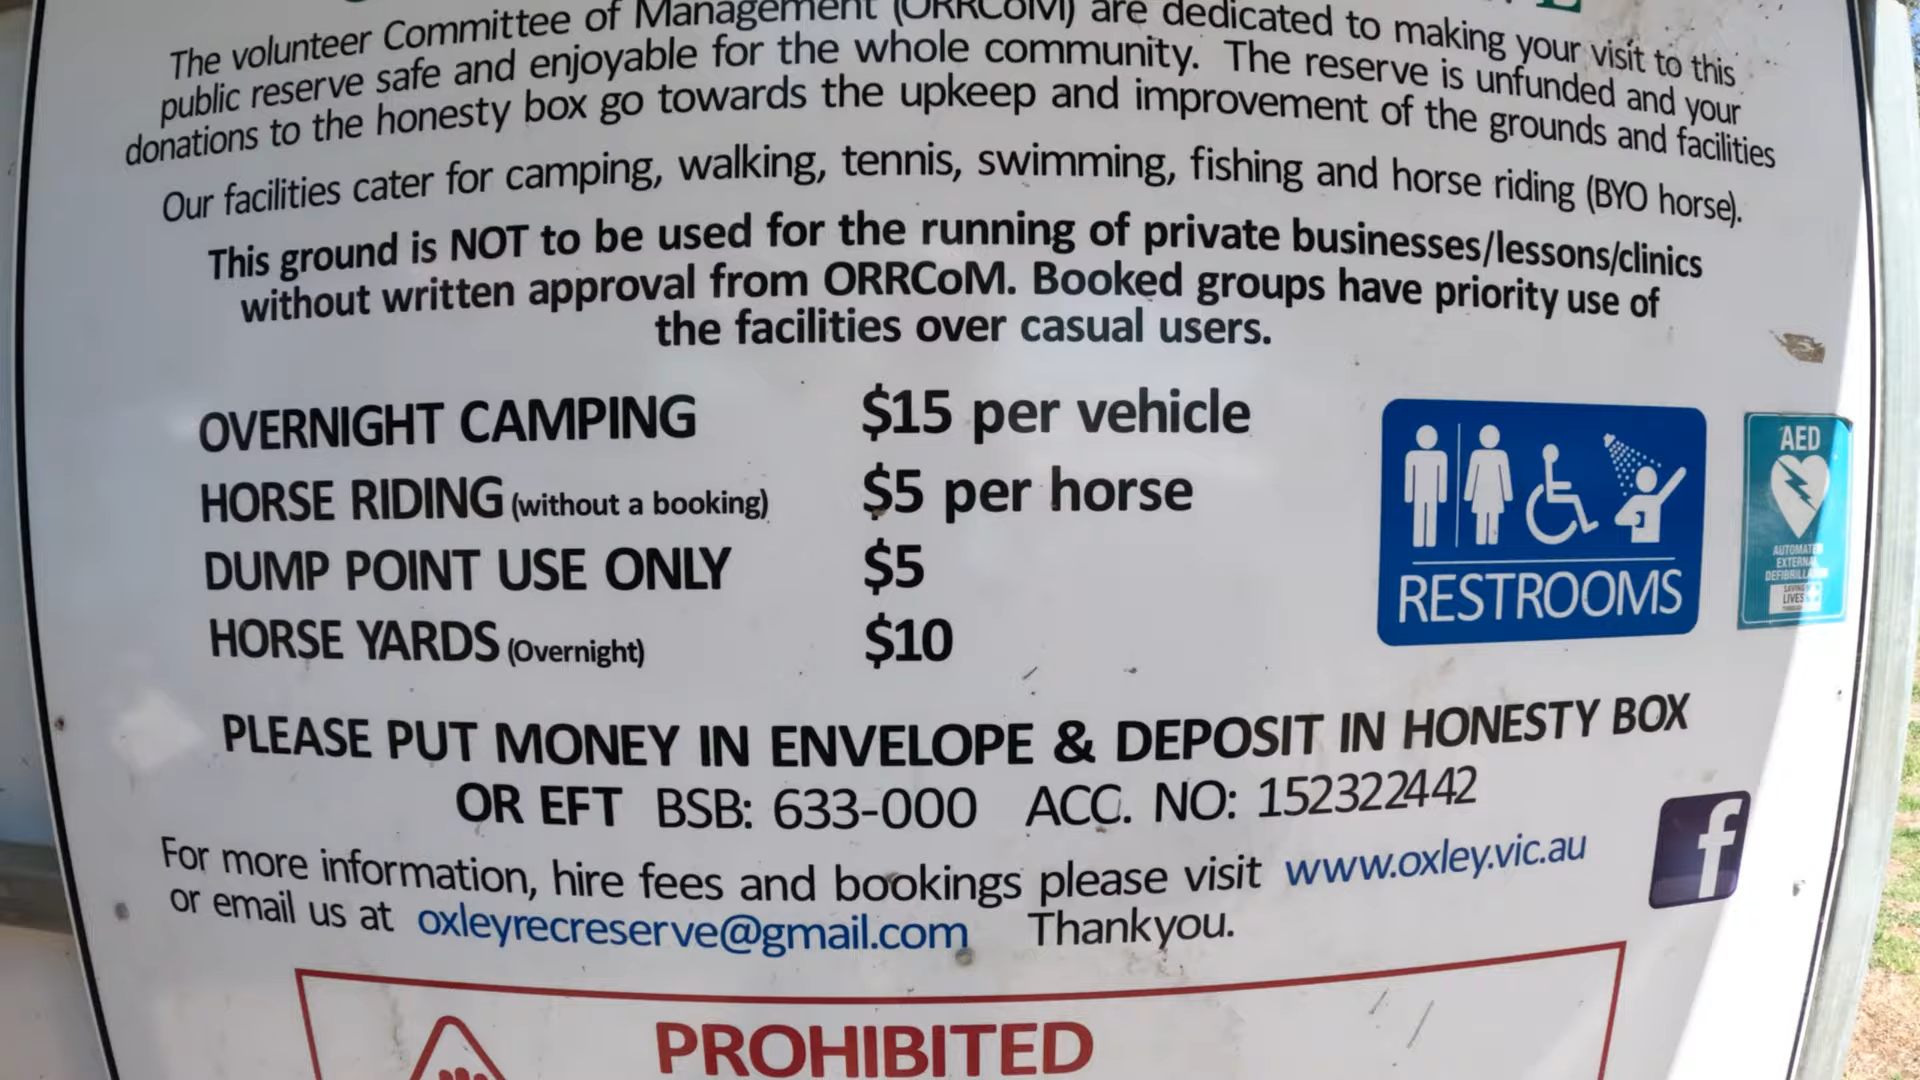 The volunteer Committee of Management (ORRCoM) are dedicated to making your visit to this
public reserve safe and enjoyable for the whole community. The reserve is unfunded and your
donations to the honesty box go towards the upkeep and improvement of the grounds and facilities
Our facilities cater for camping, walking, tennis, swimming, fishing and horse riding (BYO horse).
This ground is NOT to be used for the running of private businesses/lessons/clinics
without written approval from ORRCoM. Booked groups have priority use of
the facilities over casual users.
OVERNIGHT CAMPING $15 per vehicle
HORSE RIDING (without a booking) $5 per horse
DUMP POINT USE ONLY $5
HORSE YARDS (Overnight) $10
RESTROOMS
AED
AUTOMATE
EXTERNA
DEFIBRILLA
SAVING
LIVES
PLEASE PUT MONEY IN ENVELOPE & DEPOSIT IN HONESTY BOX
OR EFT BSB: 633-000 ACC. NO: 152322442
For more information, hire fees and bookings please visit www.oxley.vic.au
or email us at oxleyrecreserve@gmail.com Thankyou.
f
PROHIBITED